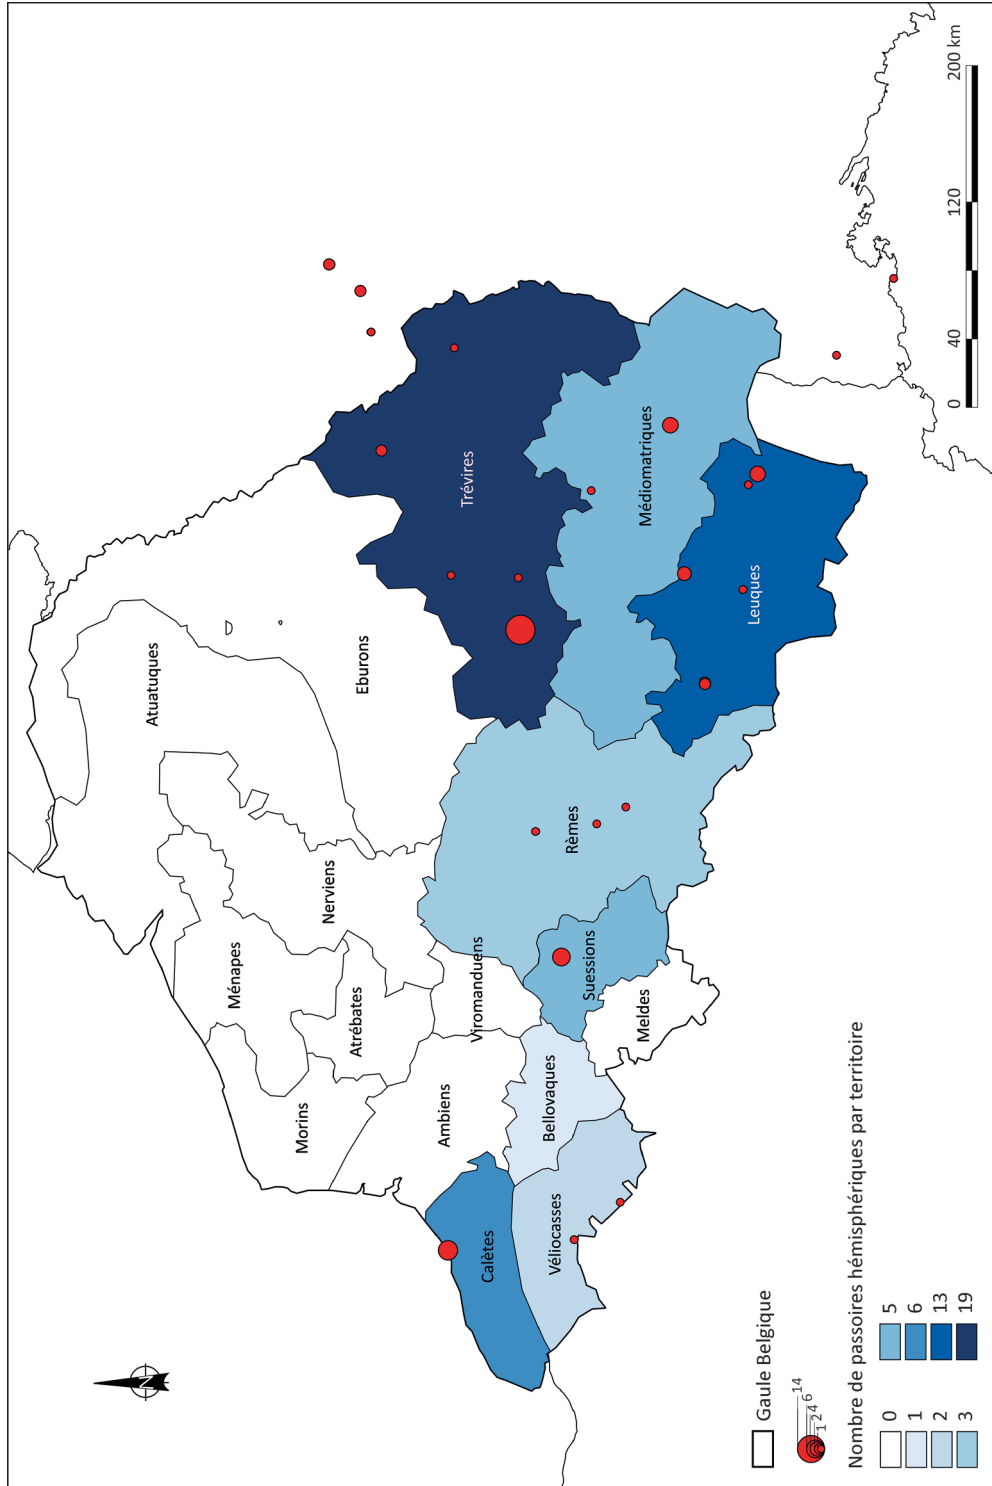 N
Atuatuques
Ménapes
Morins
Eburons
Nerviens
Atrébates
Ambiens
Viromanduens
Trévires
Calètes
Bellovaques
Véliocasses
Suessions
Rèmes
Meldes
Médiomatriques
Leuques
Gaule Belgique
14
6
4
2
1
Nombre de passoires hémisphériques par territoire
0
1
2
3
5
6
13
19
0 40 120 200 km